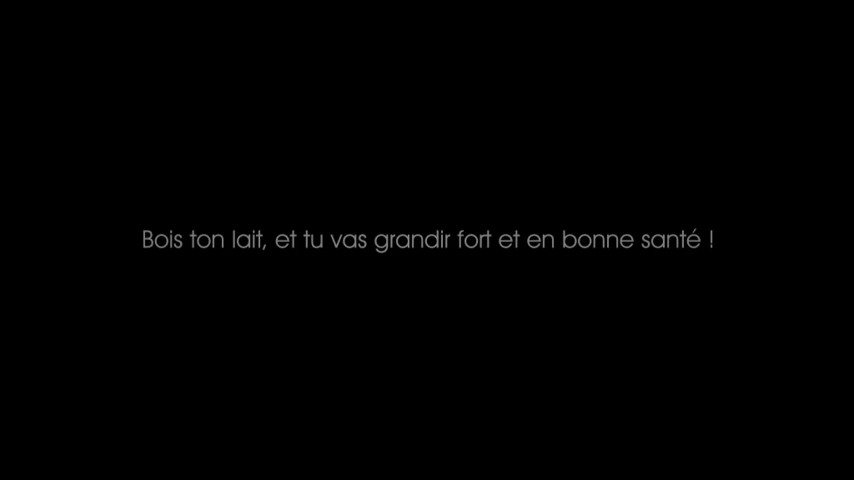 Bois ton lait, et tu vas grandir fort et en bonne santé !